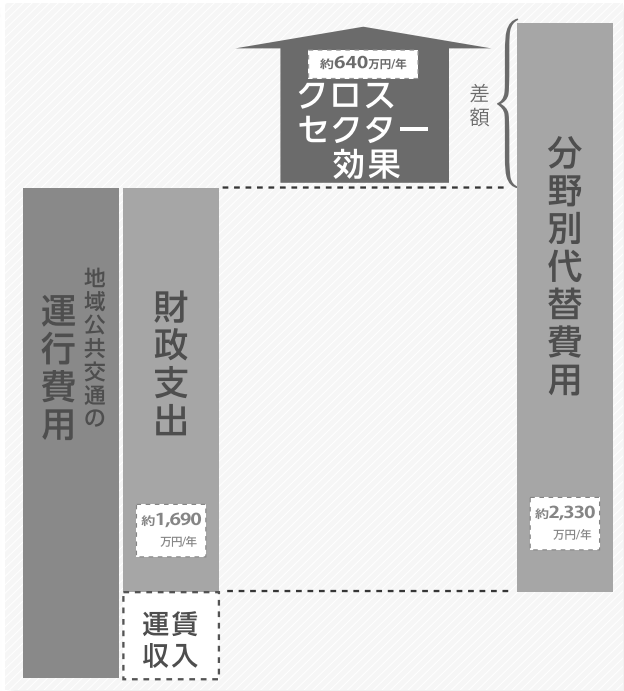 約640万円/年
クロス
セクター
効果
差額
分野別代替費用
地域公共交通の
運行費用
財政支出
約1,690
万円/年
約2,330
万円/年
運賃
収入